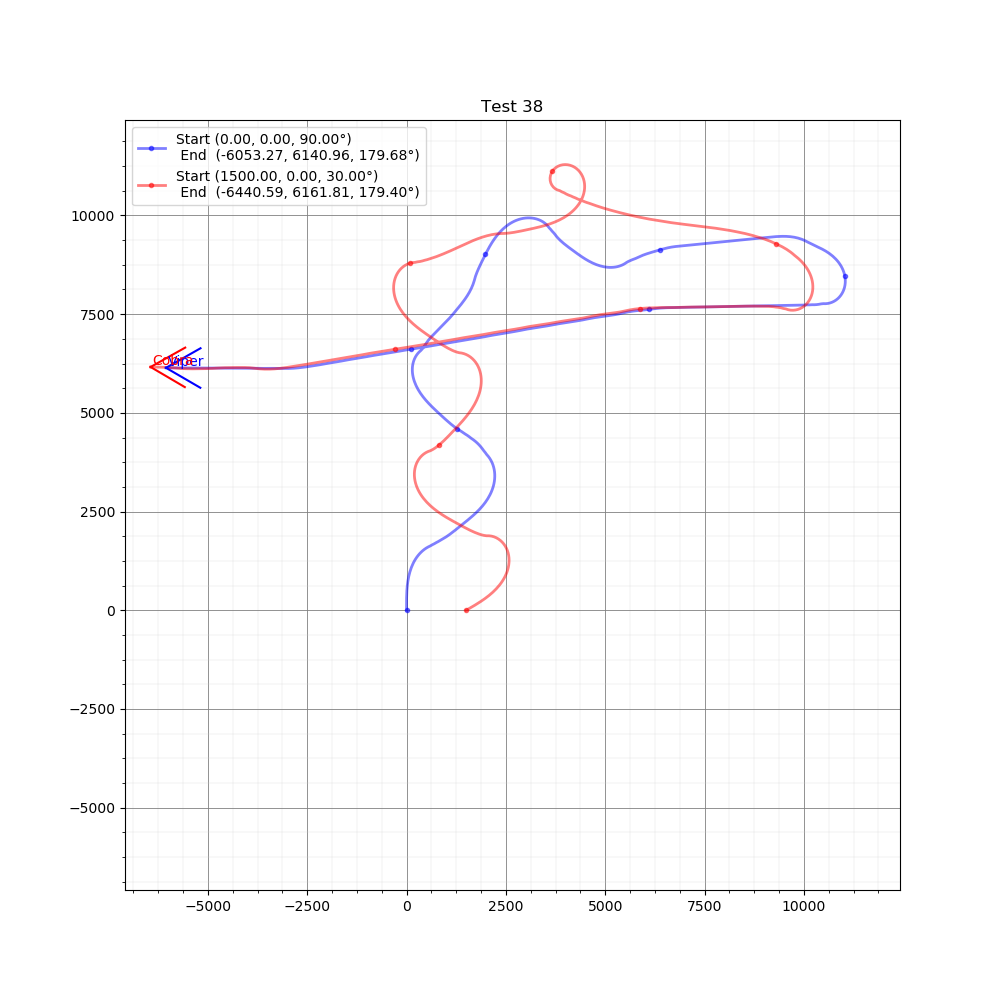 Test 38
Start (0.00, 0.00, 90.00°)
End (-6053.27, 6140.96, 179.68°)
Start (1500.00, 0.00, 30.00°)
End (-6440.59, 6161.81, 179.40°)
10000
7500
5000
2500
0
−2500
−5000
Viper
−5000 −2500 0 2500 5000 7500 10000